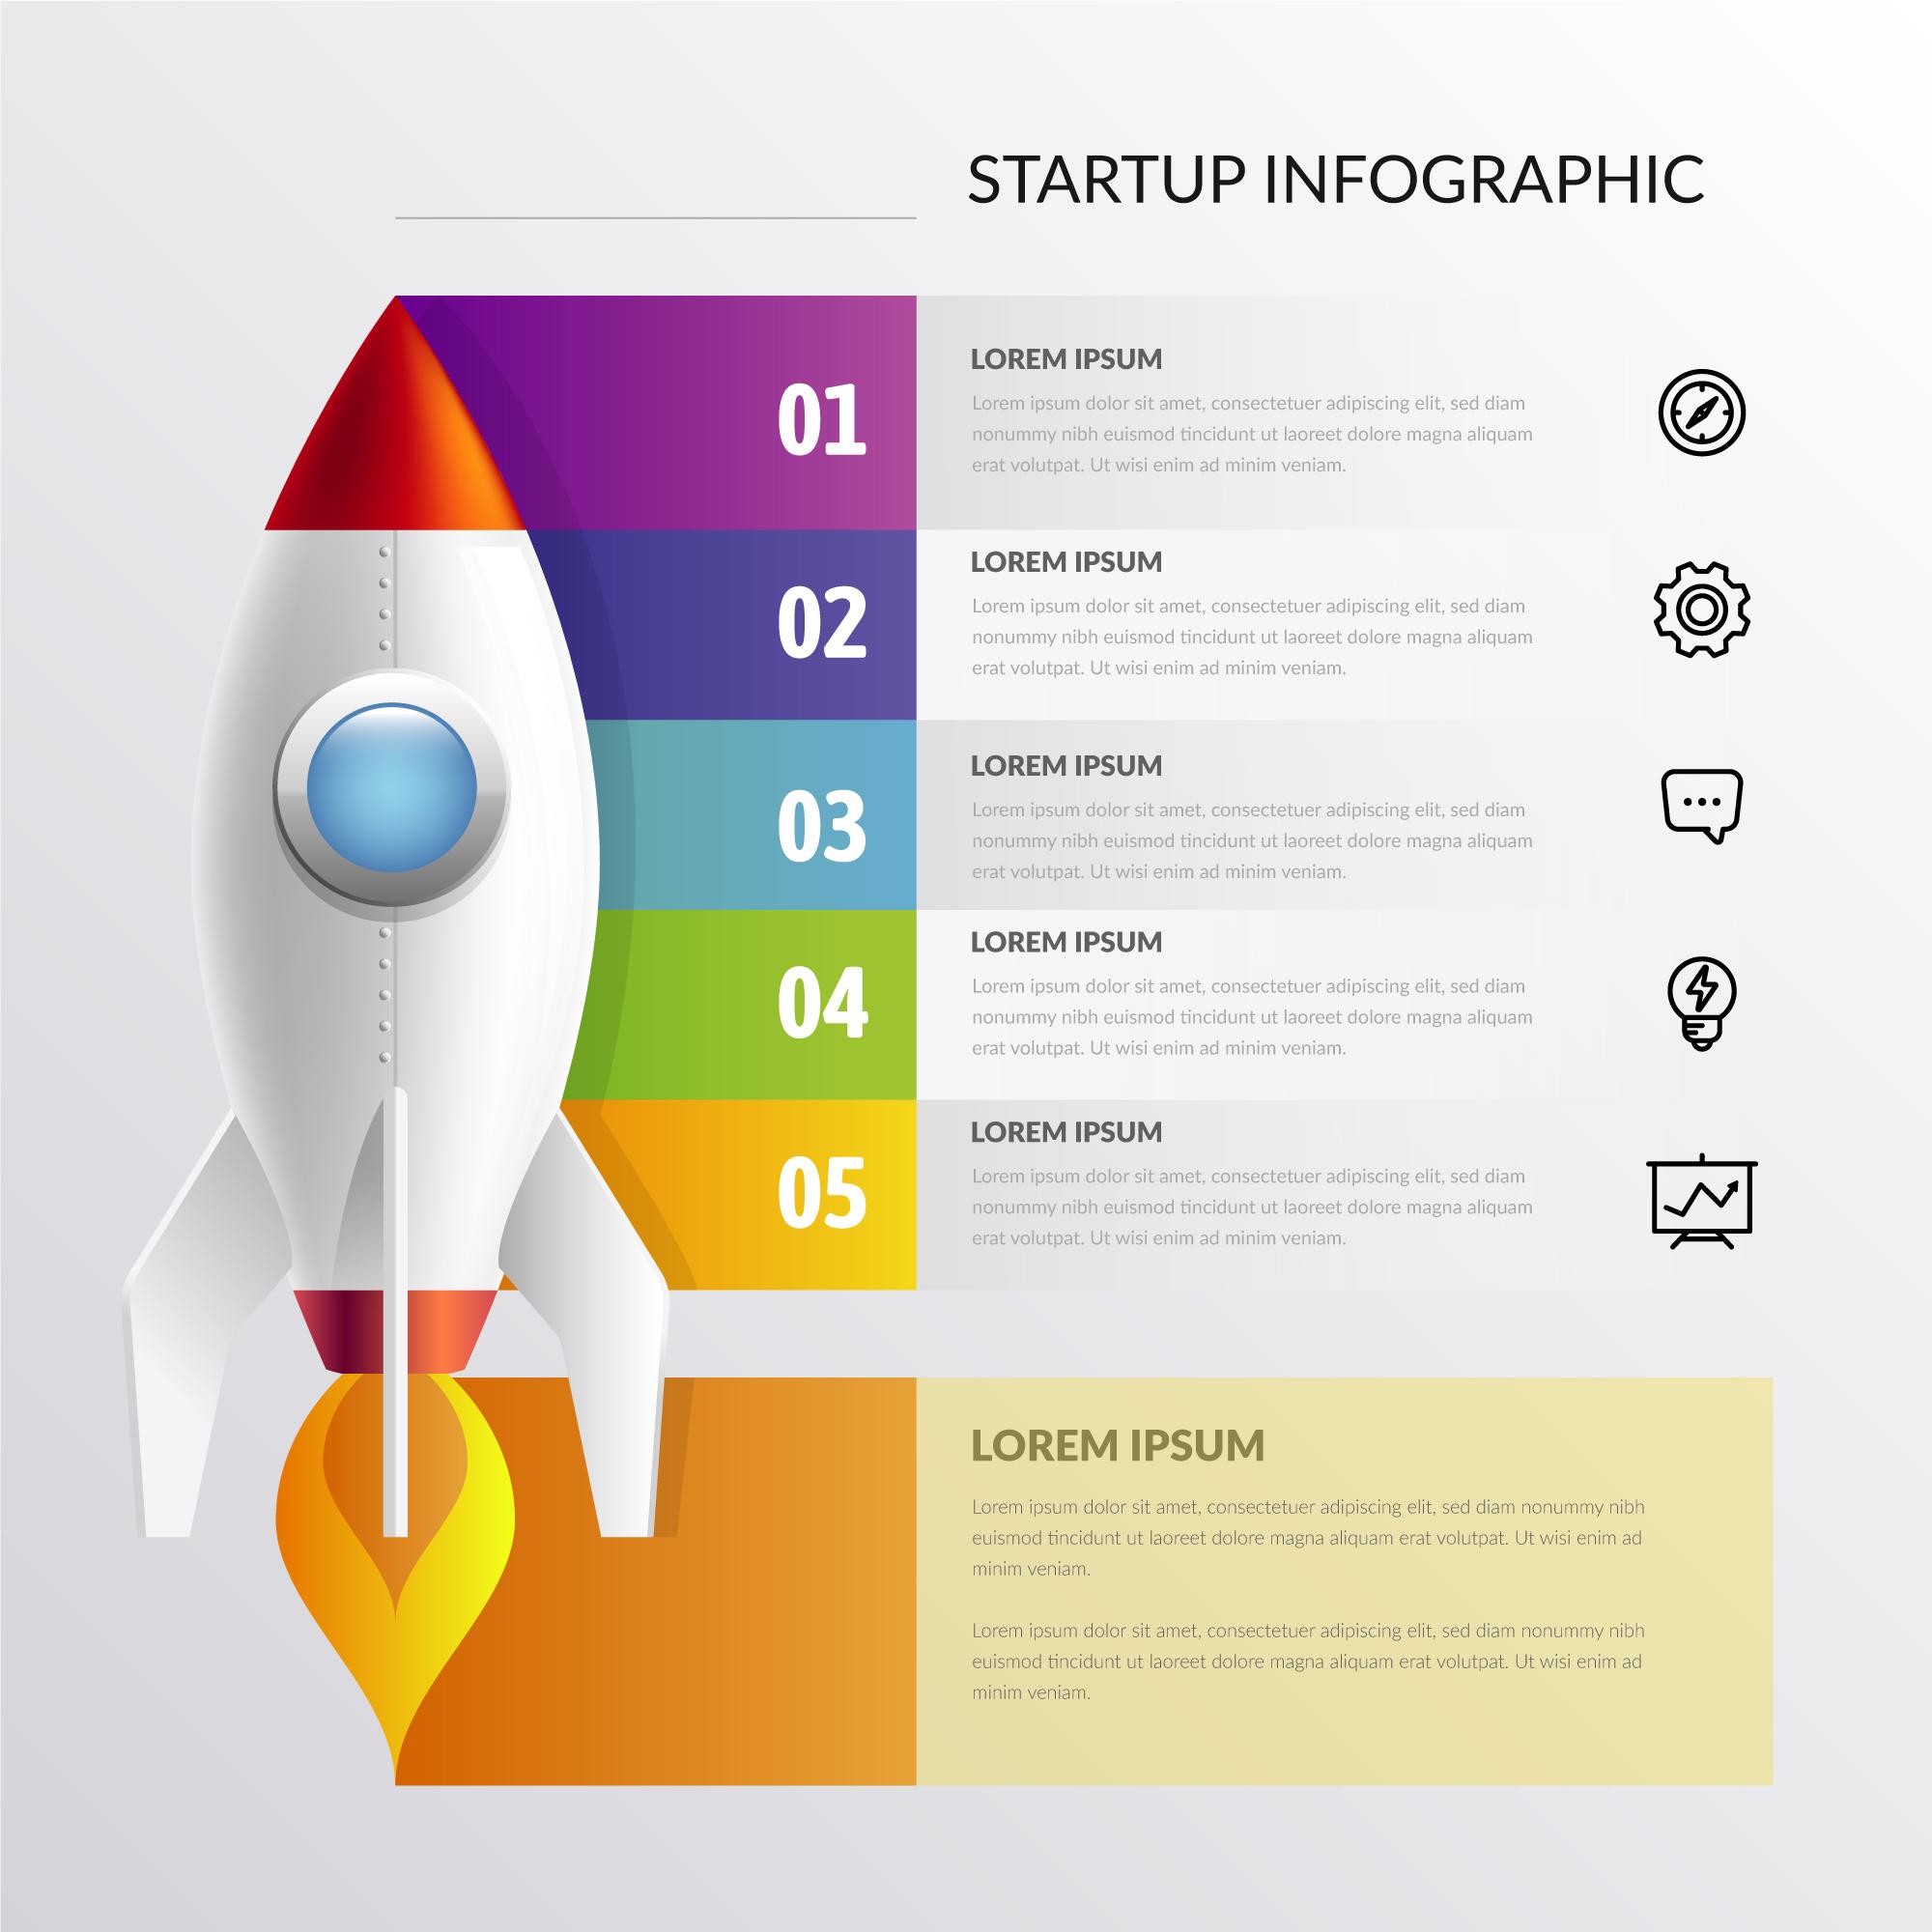 STARTUP INFOGRAPHIC
01
LOREM IPSUM
Lorem ipsum dolor sit amet, consectetuer adipiscing elit, sed diam
nonummy nibh euismod tincidunt ut laoreet dolore magna aliquam
erat volutpat. Ut wisi enim ad minim veniam.
02
LOREM IPSUM
Lorem ipsum dolor sit amet, consectetuer adipiscing elit, sed diam
nonummy nibh euismod tincidunt ut laoreet dolore magna aliquam
erat volutpat. Ut wisi enim ad minim veniam.
03
LOREM IPSUM
Lorem ipsum dolor sit amet, consectetuer adipiscing elit, sed diam
nonummy nibh euismod tincidunt ut laoreet dolore magna aliquam
erat volutpat. Ut wisi enim ad minim veniam.
04
LOREM IPSUM
Lorem ipsum dolor sit amet, consectetuer adipiscing elit, sed diam
nonummy nibh euismod tincidunt ut laoreet dolore magna aliquam
erat volutpat. Ut wisi enim ad minim veniam.
05
LOREM IPSUM
Lorem ipsum dolor sit amet, consectetuer adipiscing elit, sed diam
nonummy nibh euismod tincidunt ut laoreet dolore magna aliquam
erat volutpat. Ut wisi enim ad minim veniam.
LOREM IPSUM
Lorem ipsum dolor sit amet, consectetuer adipiscing elit, sed diam nonummy nibh
euismod tincidunt ut laoreet dolore magna aliquam erat volutpat. Ut wisi enim ad
minim veniam.
Lorem ipsum dolor sit amet, consectetuer adipiscing elit, sed diam nonummy nibh
euismod tincidunt ut laoreet dolore magna aliquam erat volutpat. Ut wisi enim ad
minim veniam.